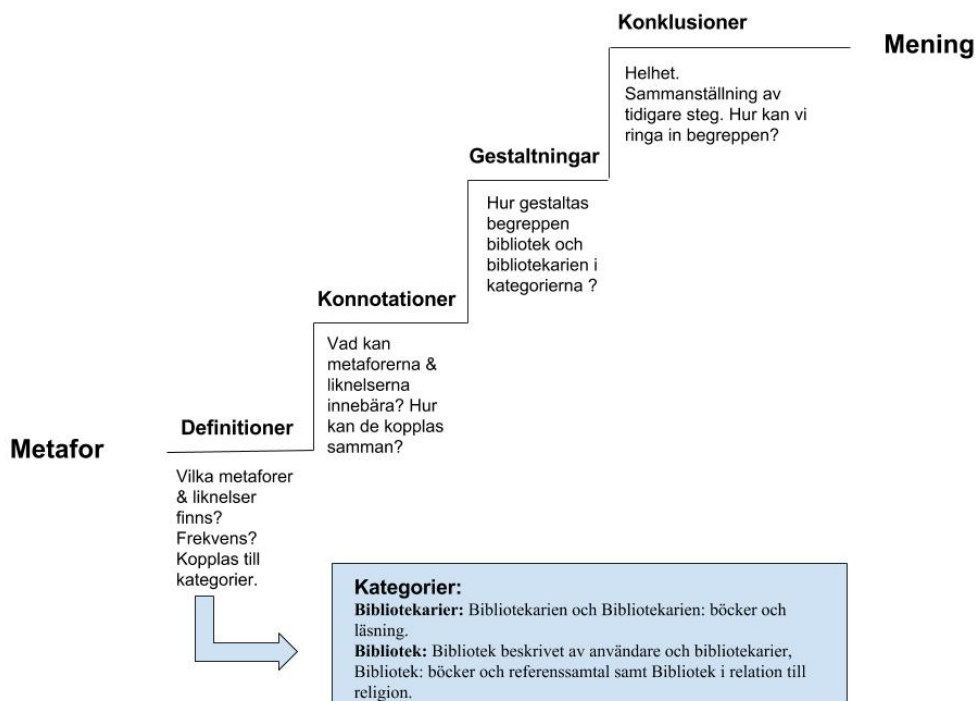 Metafor
Definitioner
Vilka metaforer
& liknelser
finns?
Frekvens?
Kopplas till
kategorier.
Konnotationer
Vad kan
metaforerna &
liknelserna
innebära? Hur
kan de kopplas
samman?
Gestaltningar
Hur gestaltas
begreppen
bibliotek och
bibliotekarien i
kategorierna ?
Konklusioner
Helhet.
Sammanställning av
tidigare steg. Hur kan vi
ringa in begreppen?
Mening
Kategorier:
Bibliotekarier: Bibliotekarien och Bibliotekarien: böcker och
läsning.
Bibliotek: Bibliotek beskrivet av användare och bibliotekarier,
Bibliotek: böcker och referenssamtal samt Bibliotek i relation till
religion.